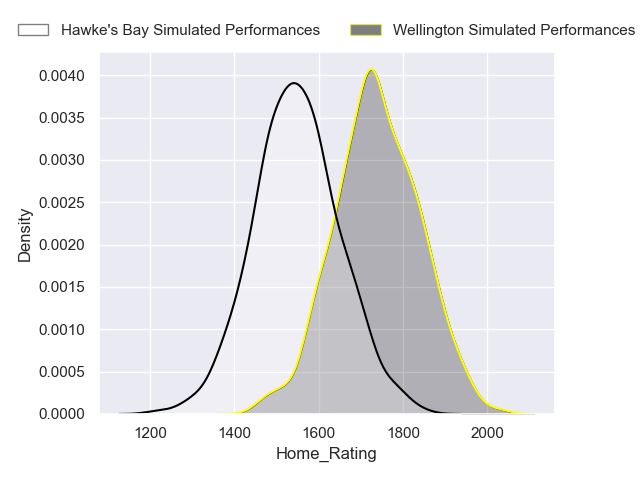 Hawke's Bay Simulated Performances Wellington Simulated Performances
0.0040
0.0035
0.0030
0.0025
0.0020
0.0015
0.0010
0.0005
0.0000
Density
1200 1400 1600 1800 2000
Home_Rating